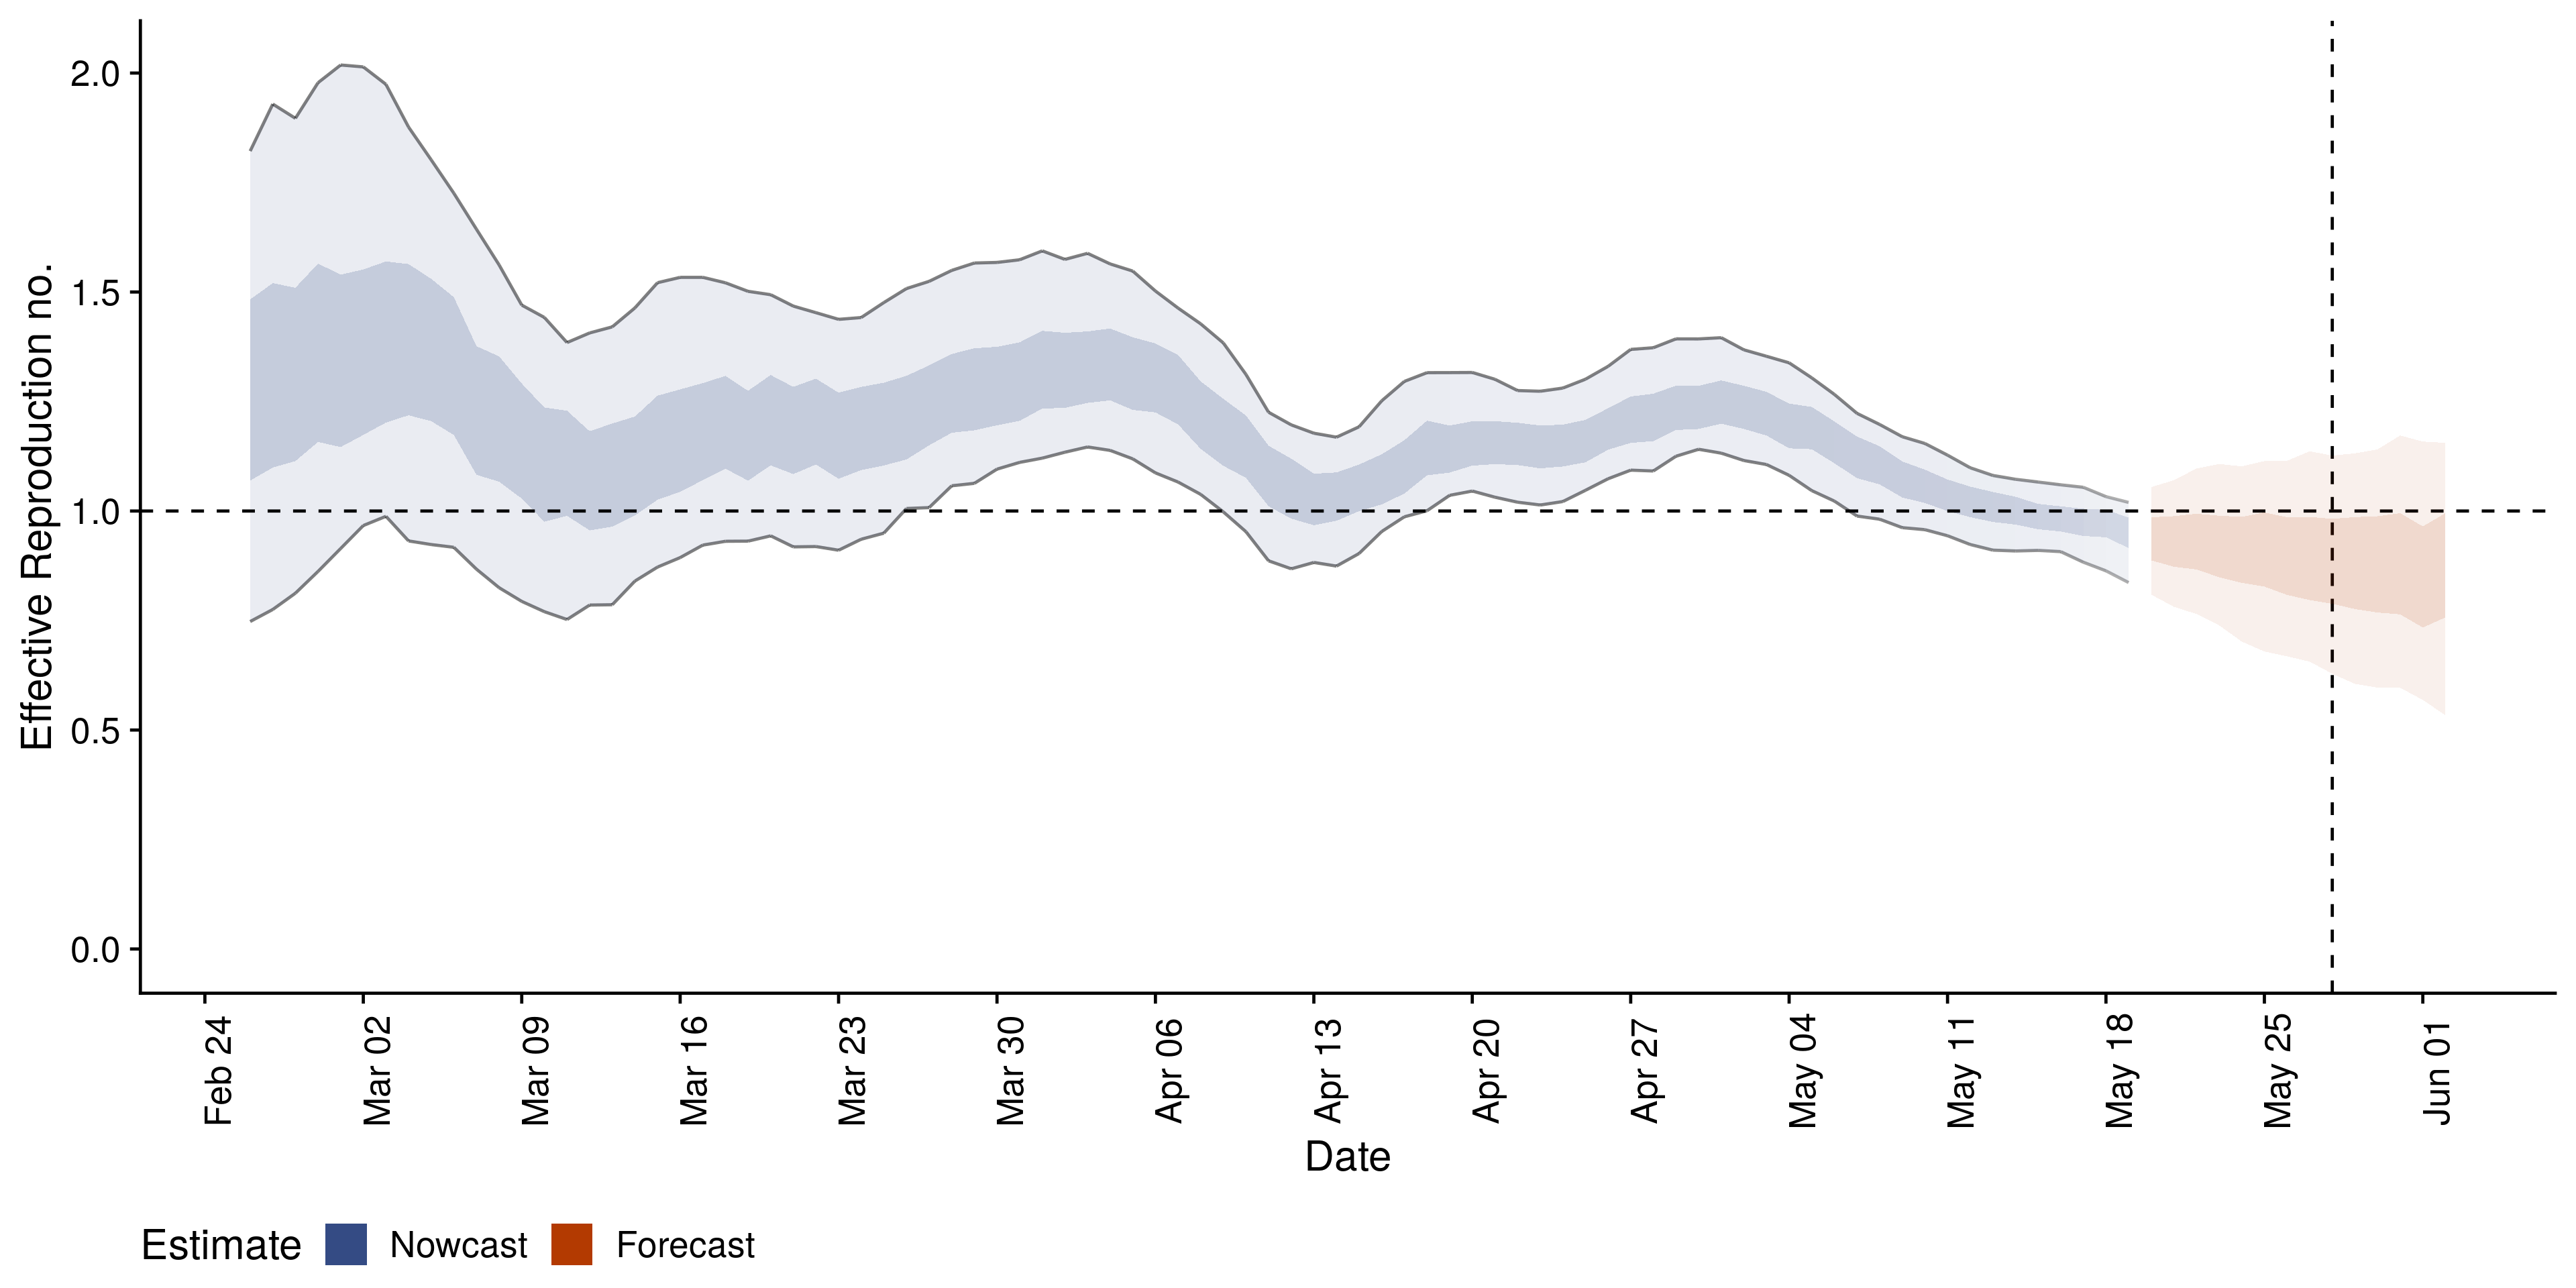 Effective Reproduction no.
2.0
1.5
1.0
0.5
0.0
Feb 24
Mar 02
Mar 09
Mar 16
Mar 23
Mar 30
Apr 06
Apr 13
Apr 20
Apr 27
May 04
May 11
May 18
May 25
Jun 01
Date
Estimate Nowcast Forecast